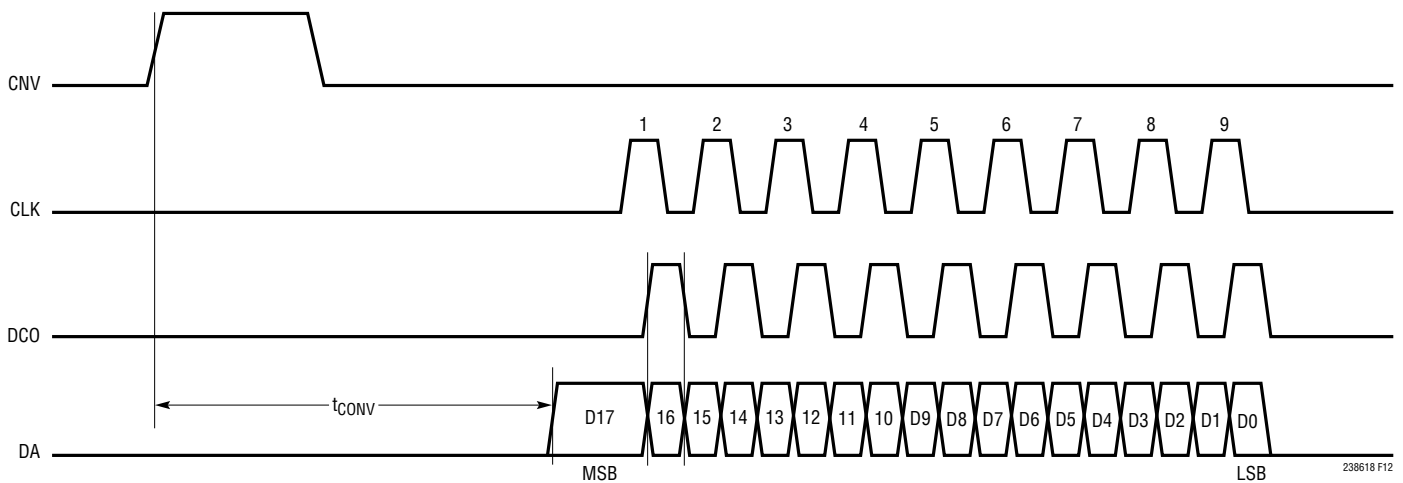 CNV
1 2 3 4 5 6 7 8 9
CLK
DCO
tCONV
D17 16 15 14 13 12 11 10 D9 D8 D7 D6 D5 D4 D3 D2 D1 D0
DA
MSB LSB
238618 F12